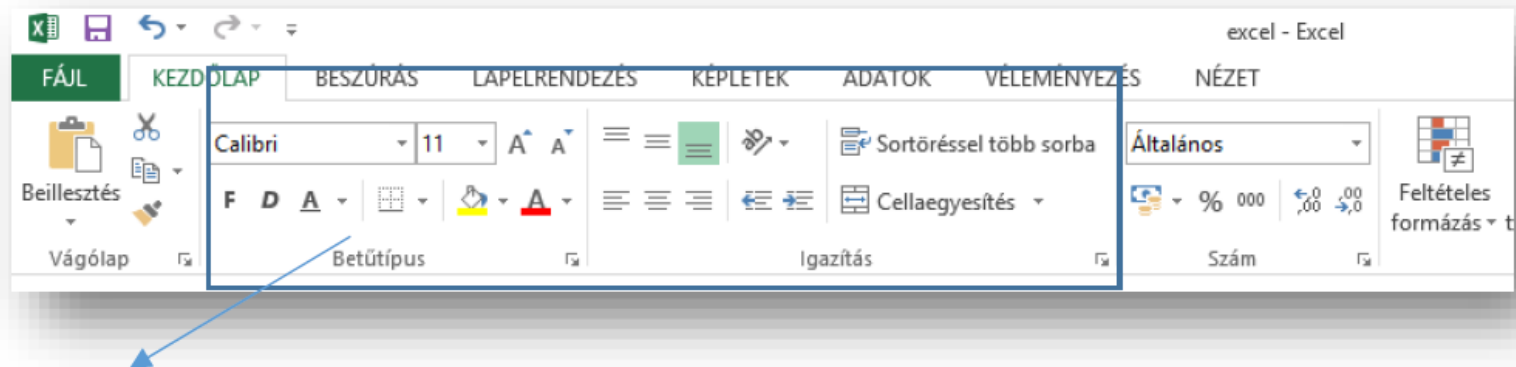 excel - Excel
FÁJL KEZDŐLAP BESZÚRÁS LAPELRENDEZÉS KÉPLETEK ADATOK VÉLEMÉNYEZÉS NÉZET
Calibri 11 Sortöréssel több sorba Általános
Beillesztés F D A A Cellaegyesítés % 000 Feltételes
formázás t
Vágólap Betűtípus Igazítás Szám